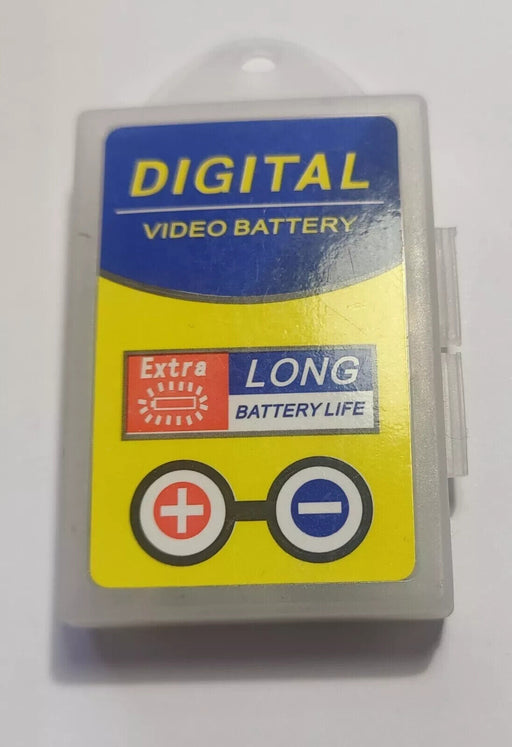 DIGITAL
VIDEO BATTERY
Extra
LONG
BATTERY LIFE
+ −